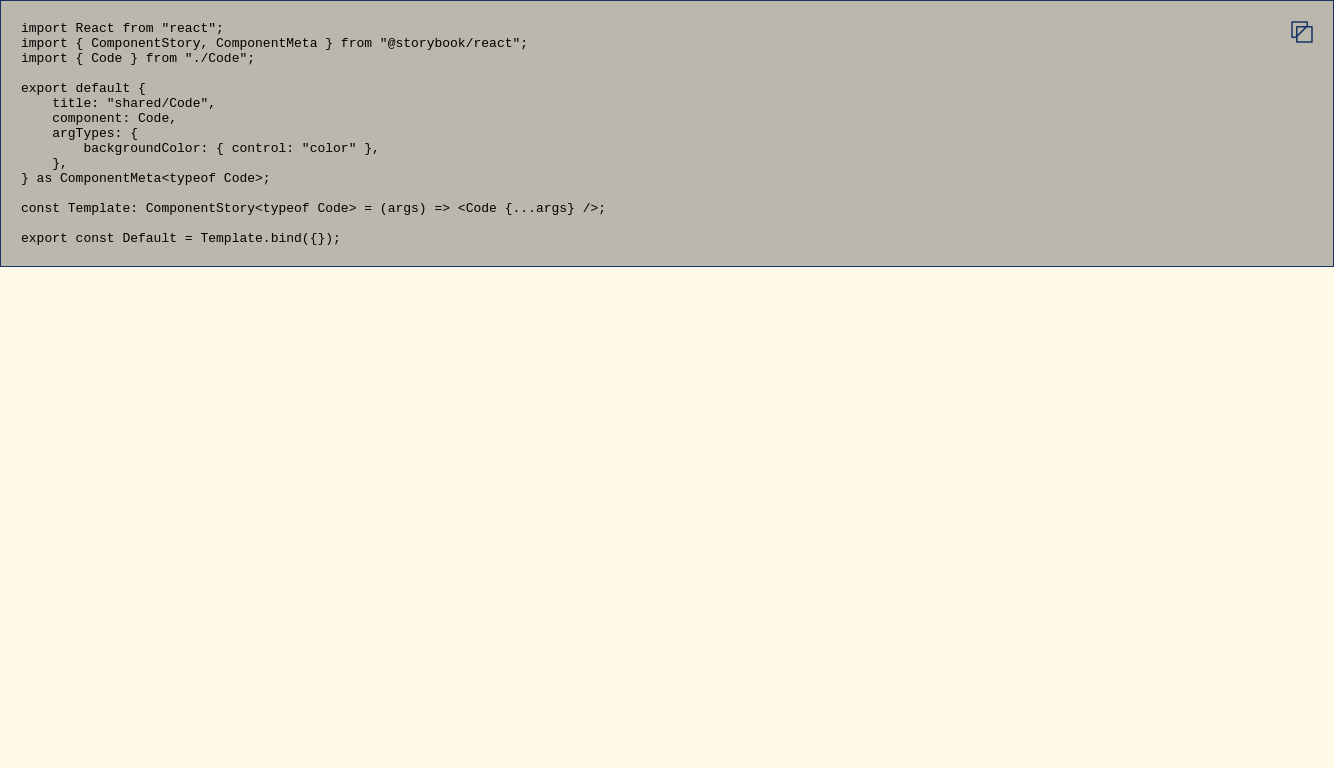 import React from "react";
import { ComponentStory, ComponentMeta } from "@storybook/react";
import { Code } from "./Code";

export default {
    title: "shared/Code",
    component: Code,
    argTypes: {
        backgroundColor: { control: "color" },
    },
} as ComponentMeta<typeof Code>;

const Template: ComponentStory<typeof Code> = (args) => <Code {...args} />;

export const Default = Template.bind({});